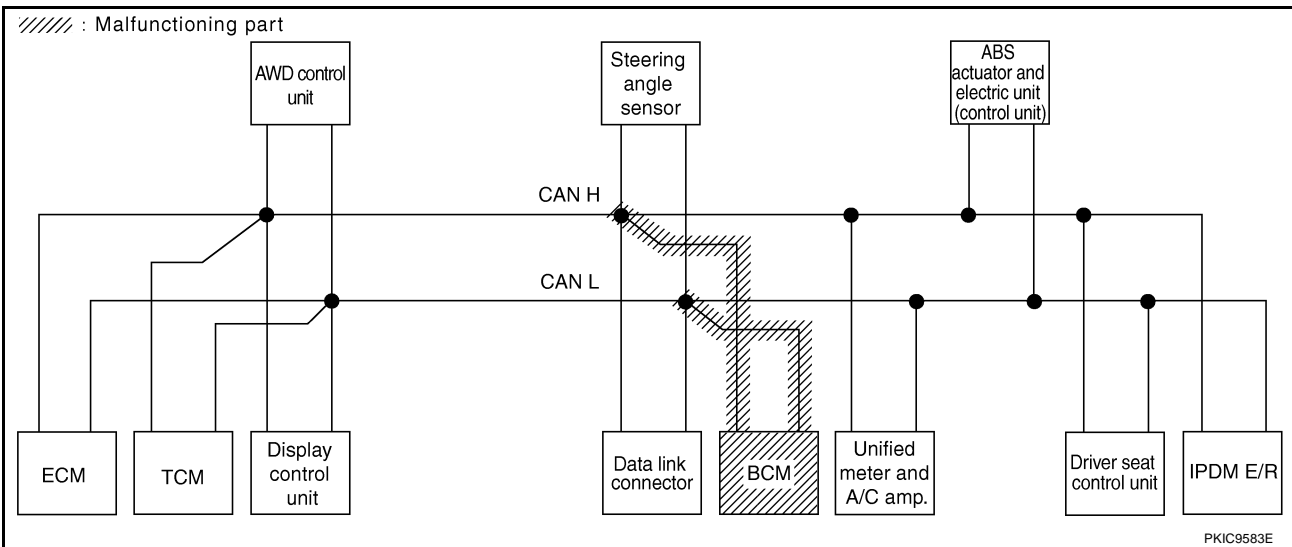 : Malfunctioning part
AWD control
unit
Steering
angle
sensor
ABS
actuator and
electric unit
(control unit)
CAN H
CAN L
ECM
TCM
Display
control
unit
Data link
connector
BCM
Unified
meter and
A/C amp.
Driver seat
control unit
IPDM E/R
PKIC9583E